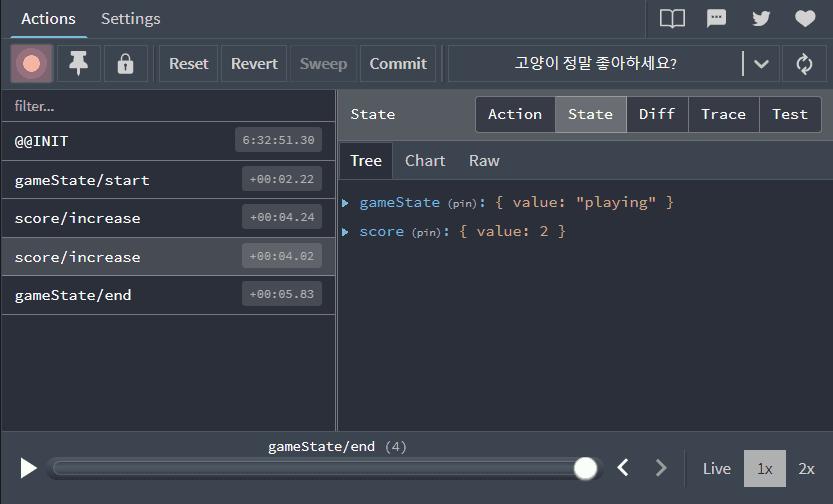 Actions Settings
Reset Revert Sweep Commit 고양이 정말 좋아하세요?
filter...
@@INIT 6:32:51.30
gameState/start +00:02.22
score/increase +00:04.24
score/increase +00:04.02
gameState/end +00:05.83
State Action State Diff Trace Test
Tree Chart Raw
gameState (pin): { value: "playing" }
score (pin): { value: 2 }
gameState/end (4)
Live 1x 2x